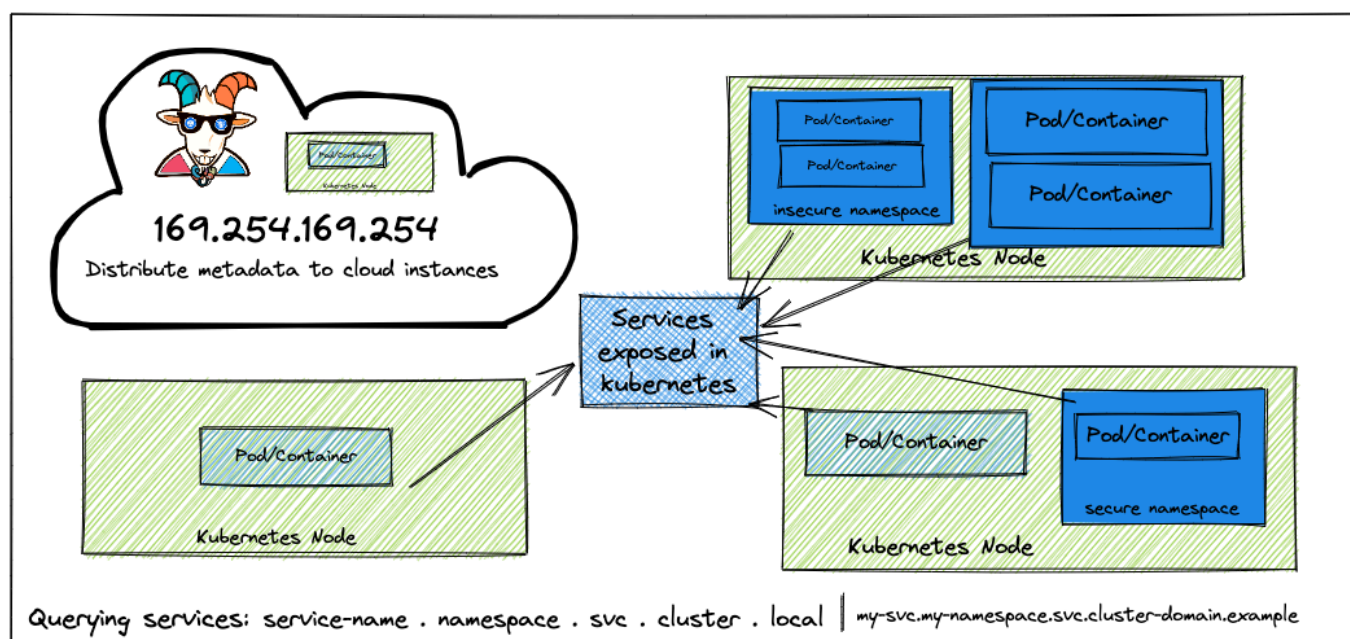 Pod/Container
Kubernetes Node
169.254.169.254
Distribute metadata to cloud instances
Pod/Container
Pod/Container
insecure namespace
Pod/Container
Pod/Container
Kubernetes Node
Services
exposed in
kubernetes
Pod/Container
Kubernetes Node
Pod/Container
Pod/Container
secure namespace
Kubernetes Node
Querying services: service-name . namespace . svc . cluster . local | my-svc.my-namespace.svc.cluster-domain.example